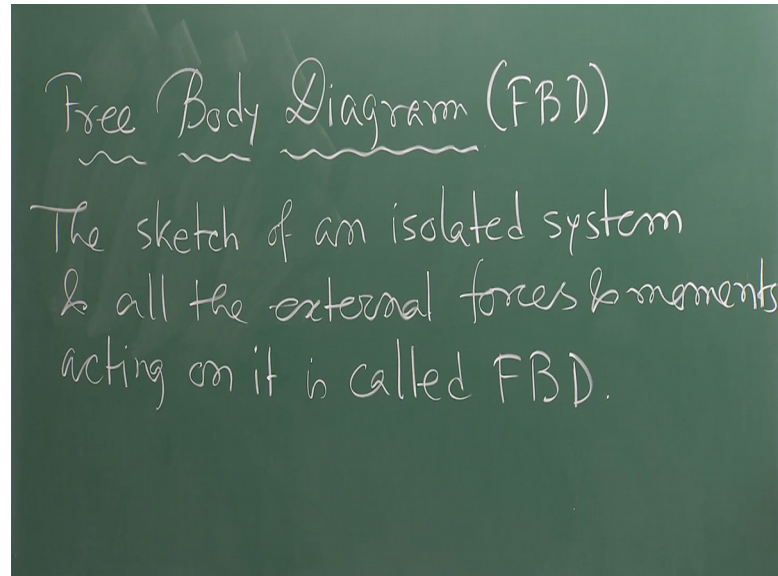 Free Body Diagram (FBD)
The sketch of an isolated system
& all the external forces & moments
acting on it is called FBD.